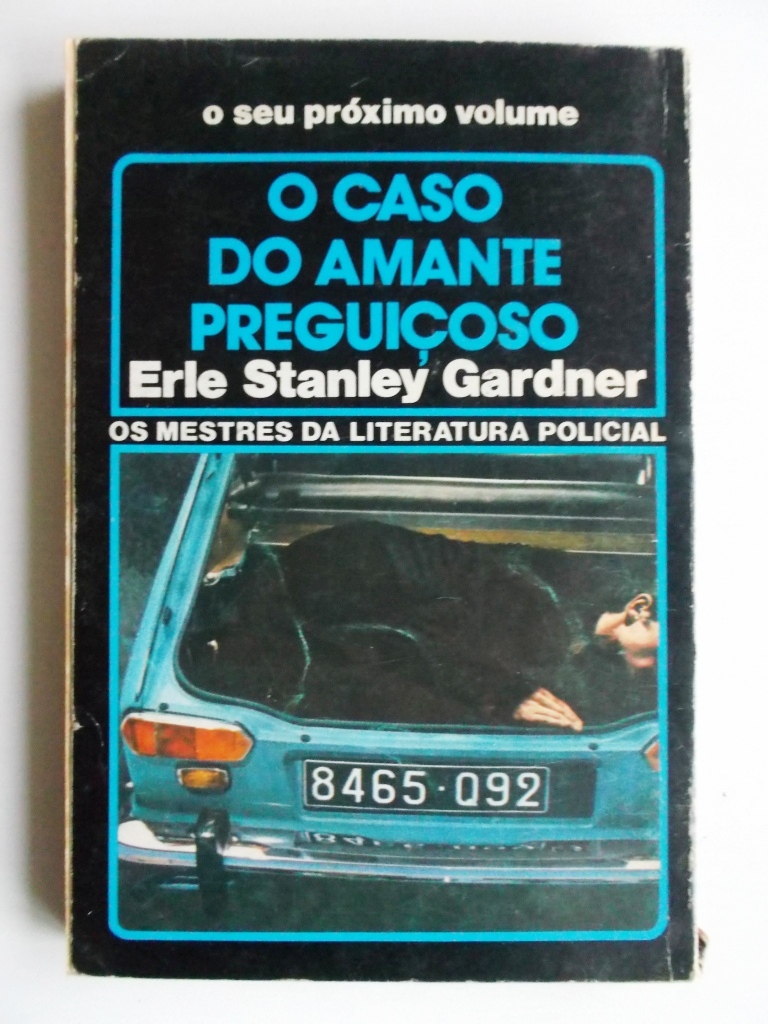 o seu próximo volume
O CASO
DO AMANTE
PREGUIÇOSO
Erle Stanley Gardner
OS MESTRES DA LITERATURA POLICIAL
8465·Q92